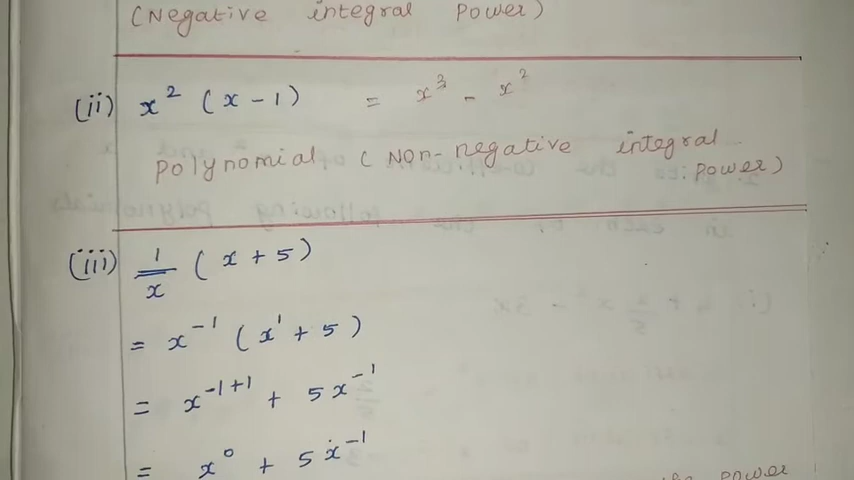 (Negative integral Power)
(ii) x² (x - 1) = x³ - x²
Polynomial (Non-negative integral
power)
(iii) 1/x (x + 5)
= x⁻¹ (x¹ + 5)
= x⁻¹⁺¹ + 5x⁻¹
= x⁰ + 5x⁻¹
power